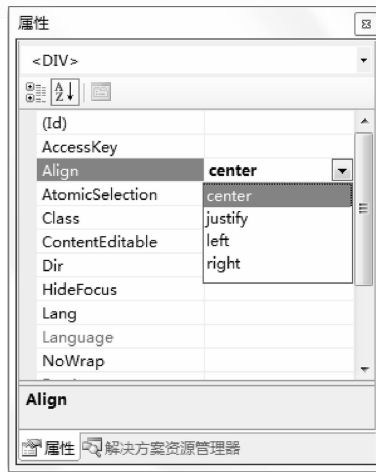 属性
<DIV>
(Id)
AccessKey
Align center
AtomicSelection center
Class justify
ContentEditable left
Dir right
HideFocus
Lang
Language
NoWrap
Align
属性 解决方案资源管理器